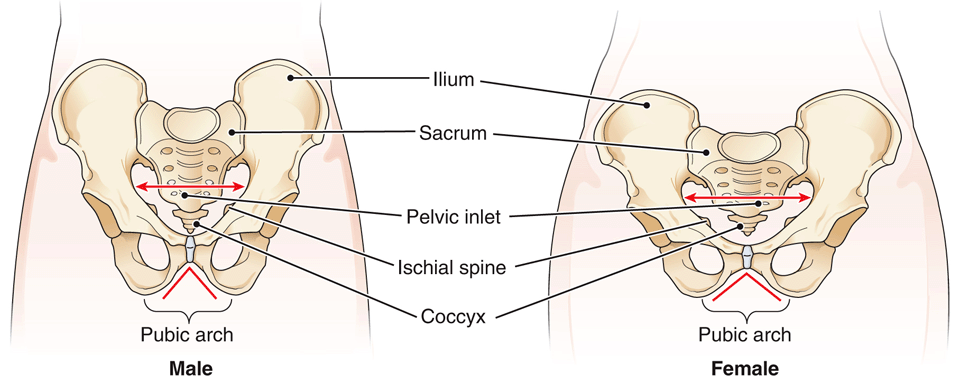 Ilium
Sacrum
Pelvic inlet
Ischial spine
Coccyx
Pubic arch
Pubic arch
Male
Female